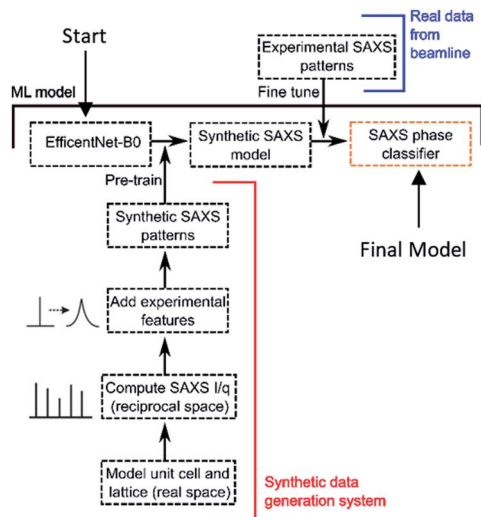 Start
Experimental SAXS
patterns
Real data
from
beamline
ML model
Fine tune
EfficentNet-B0
Synthetic SAXS
model
SAXS phase
classifier
Pre-train
Synthetic SAXS
patterns
Final Model
Add experimental
features
Compute SAXS I/q
(reciprocal space)
Model unit cell and
lattice (real space)
Synthetic data
generation system